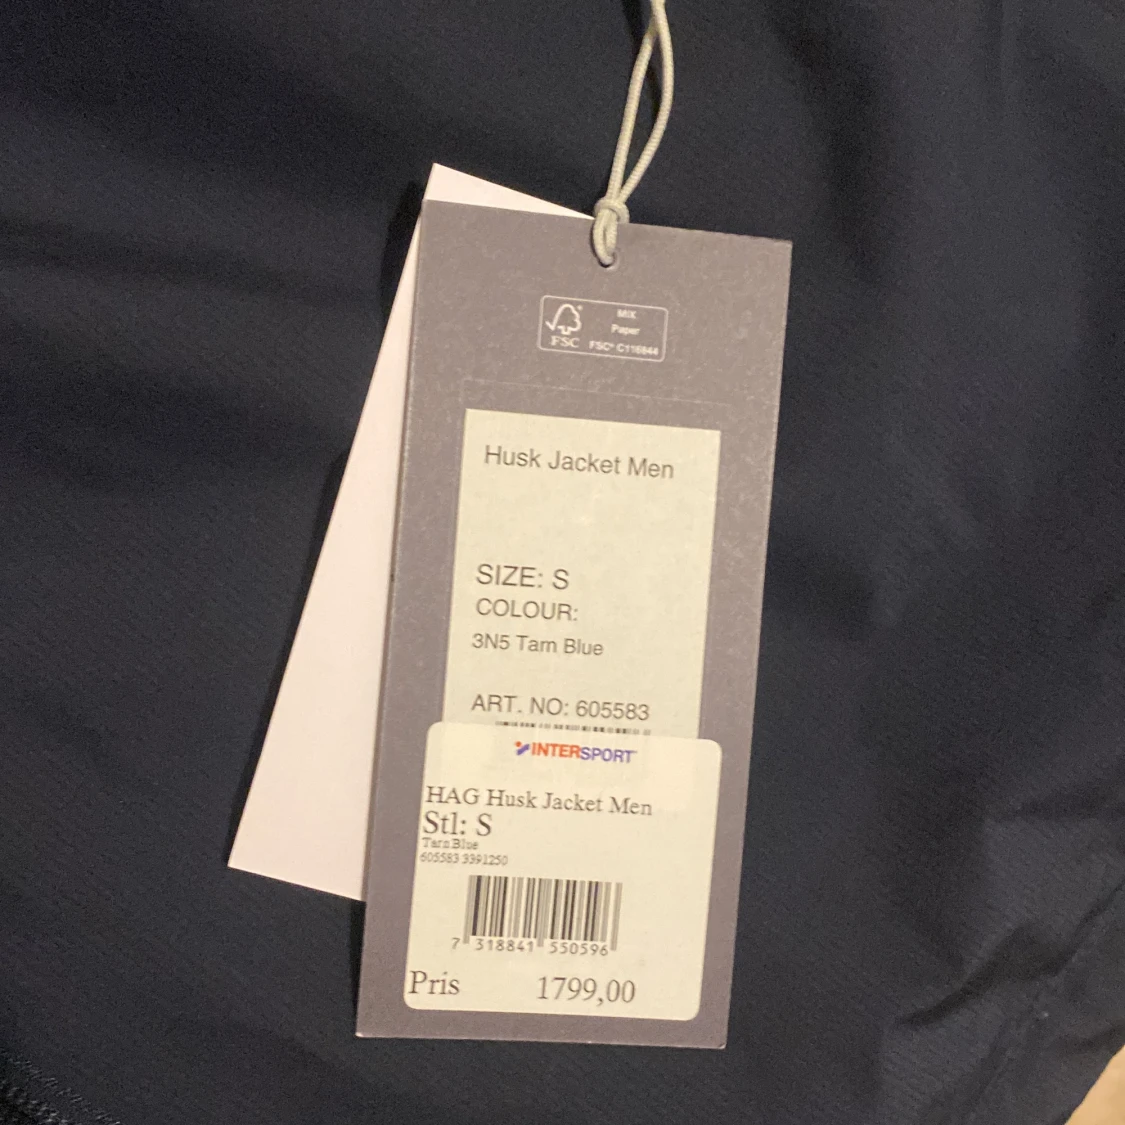 MIX
Paper
FSC
FSC® C116844
Husk Jacket Men
SIZE: S
COLOUR:
3N5 Tarn Blue
ART. NO: 605583
INTERSPORT
HAG Husk Jacket Men
Stl: S
Tarn Blue
605583 3391250
7 318841 550596
Pris 1799,00